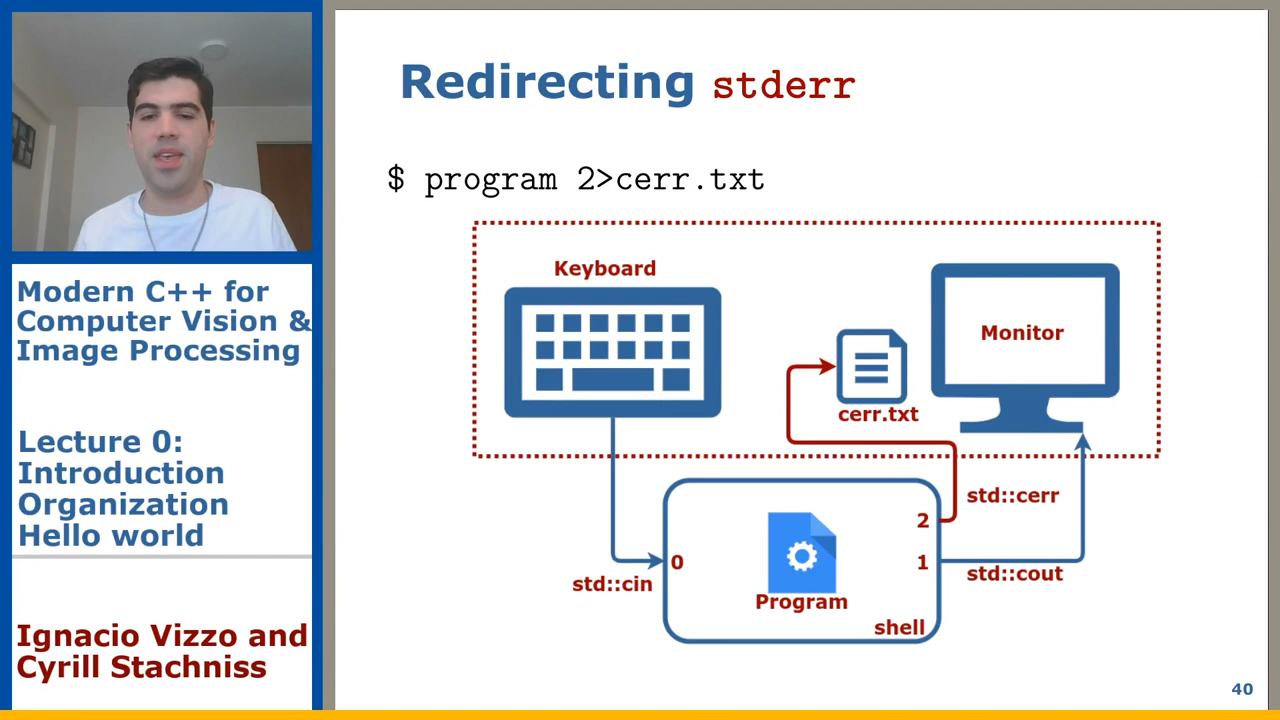 Modern C++ for
Computer Vision &
Image Processing
Lecture 0:
Introduction
Organization
Hello world
Ignacio Vizzo and
Cyrill Stachniss
Redirecting stderr
$ program 2>cerr.txt
Keyboard
Monitor
cerr.txt
std::cerr
2
0
1
std::cin
std::cout
Program
shell
40